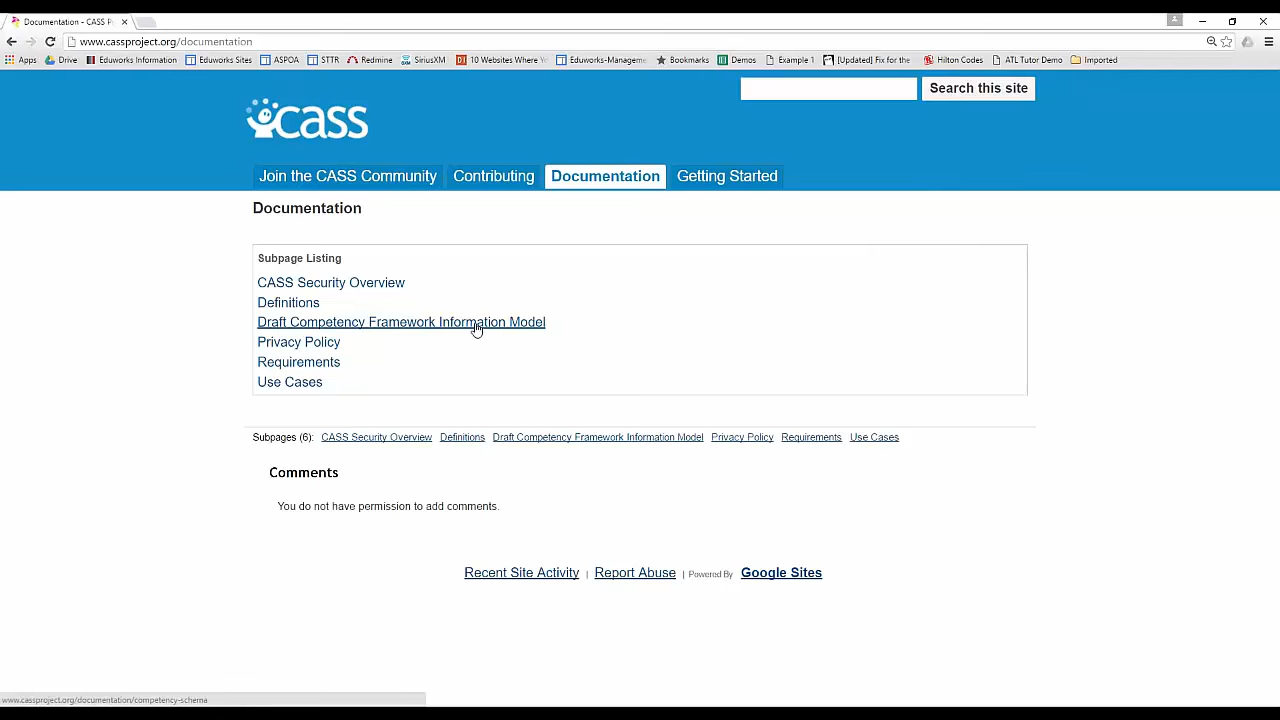 Documentation - CASS P
www.cassproject.org/documentation
Apps Drive Eduworks Information Eduworks Sites ASPOA STTR Redmine SiriusXM 10 Websites Where Y Eduworks-Manageme Bookmarks Demos Example 1 [Updated] Fix for the Hilton Codes ATL Tutor Demo Imported
Search this site
cass
Join the CASS Community Contributing Documentation Getting Started
Documentation
Subpage Listing
CASS Security Overview
Definitions
Draft Competency Framework Information Model
Privacy Policy
Requirements
Use Cases
Subpages (6): CASS Security Overview Definitions Draft Competency Framework Information Model Privacy Policy Requirements Use Cases
Comments
You do not have permission to add comments.
Recent Site Activity | Report Abuse | Powered By Google Sites
www.cassproject.org/documentation/competency-schema